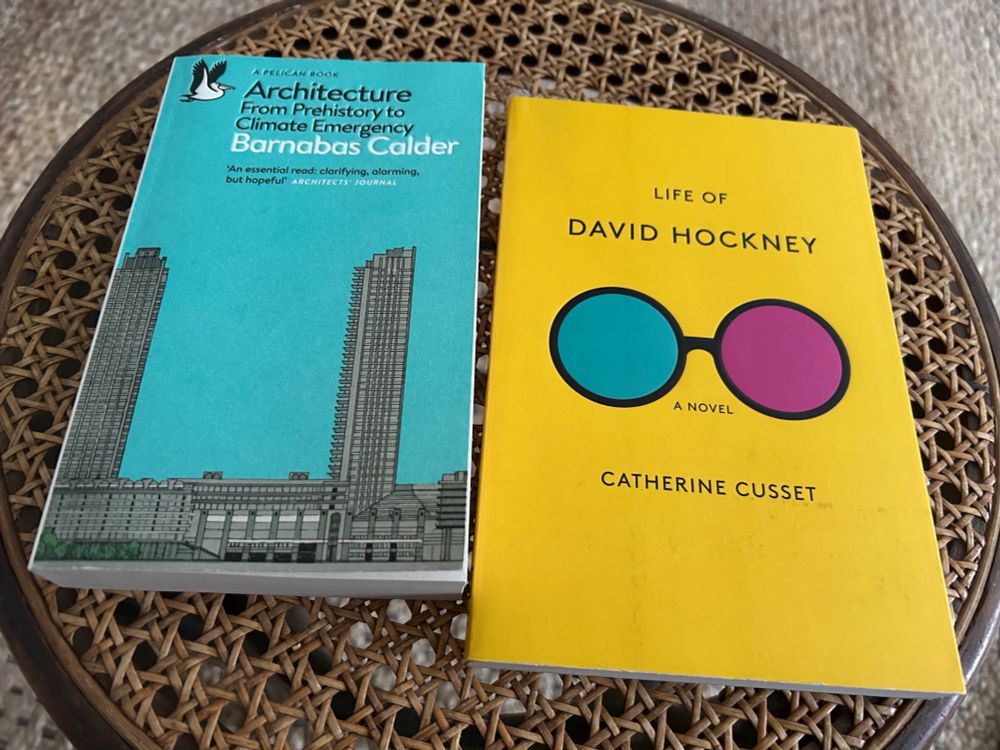 A PELICAN BOOK
Architecture
From Prehistory to
Climate Emergency
Barnabas Calder
'An essential read: clarifying, alarming,
but hopeful' ARCHITECTS' JOURNAL
LIFE OF
DAVID HOCKNEY
A NOVEL
CATHERINE CUSSET